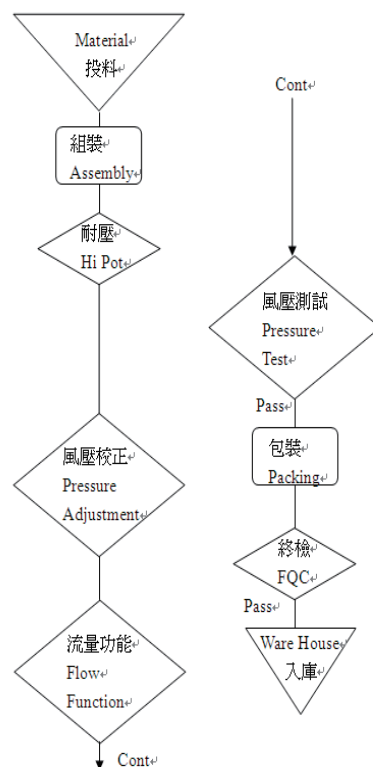 Material
投料
組裝
Assembly
耐壓
Hi Pot
風壓校正
Pressure
Adjustment
流量功能
Flow
Function
Cont
Cont
風壓測試
Pressure
Test
Pass
包裝
Packing
終檢
FQC
Pass
Ware House
入庫